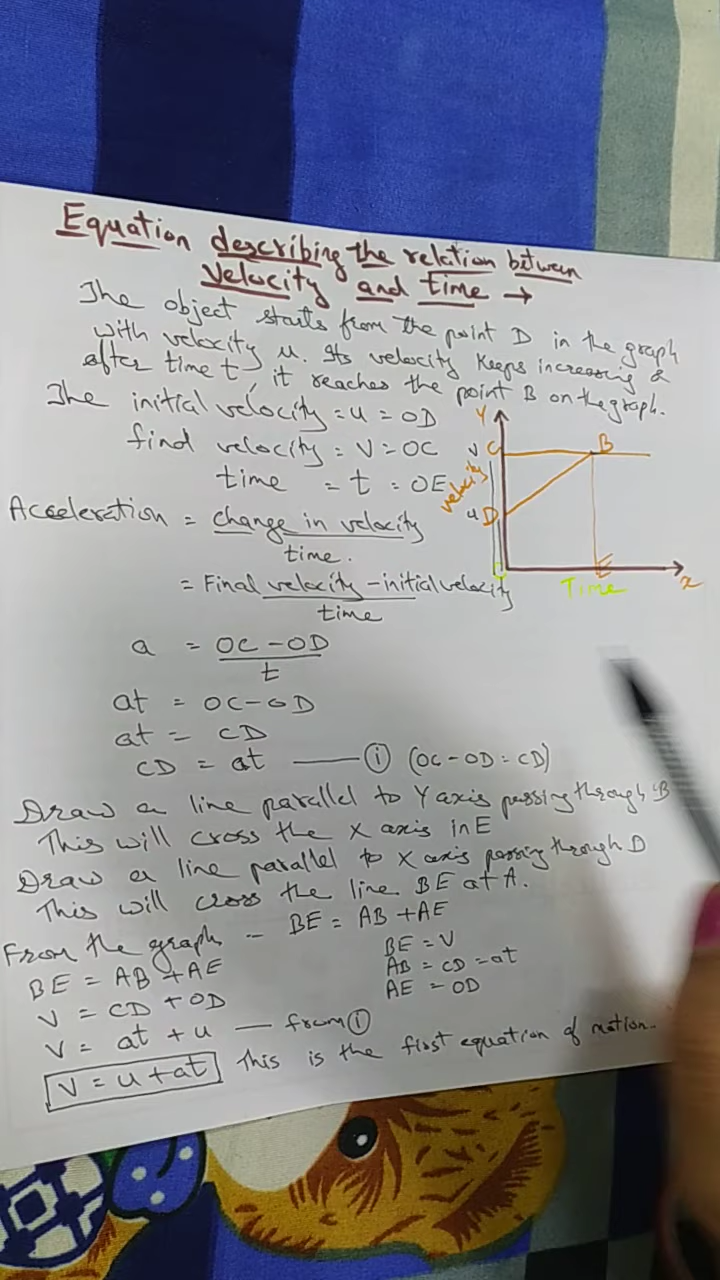 Equation describing the relation between
Velocity and time →
The object starts from the point D in the graph
with velocity u. Its velocity keeps increasing &
after time t, it reaches the point B on the graph.
The initial velocity = u = OD
find velocity = V = OC
time = t = OE
Acceleration = change in velocity
time.
= Final velocity - initial velocity
time
a = OC - OD
t
at = OC - OD
at = CD
CD = at —— (i) (OC - OD = CD)
Y
v C B
velocity
u D
E
Time x
Draw a line parallel to Y axis passing through B
This will cross the X axis in E
Draw a line parallel to X axis passing through D
This will cross the line BE at A.
From the graph - BE = AB + AE
BE = AB + AE
V = CD + OD
V = at + u — from (i)
BE = V
AB = CD = at
AE = OD
V = u + at This is the first equation of motion.